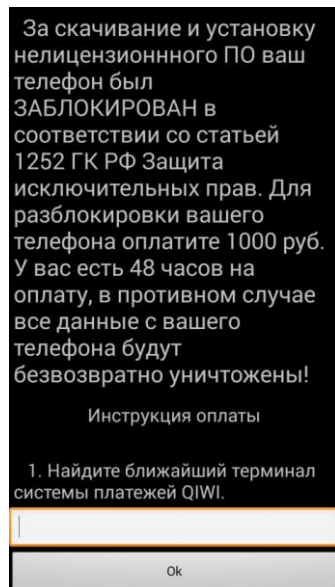 За скачивание и установку
нелицензионнного ПО ваш
телефон был
ЗАБЛОКИРОВАН в
соответствии со статьей
1252 ГК РФ Защита
исключительных прав. Для
разблокировки вашего
телефона оплатите 1000 руб.
У вас есть 48 часов на
оплату, в противном случае
все данные с вашего
телефона будут
безвозвратно уничтожены!
Инструкция оплаты
1. Найдите ближайший терминал
системы платежей QIWI.
Ok